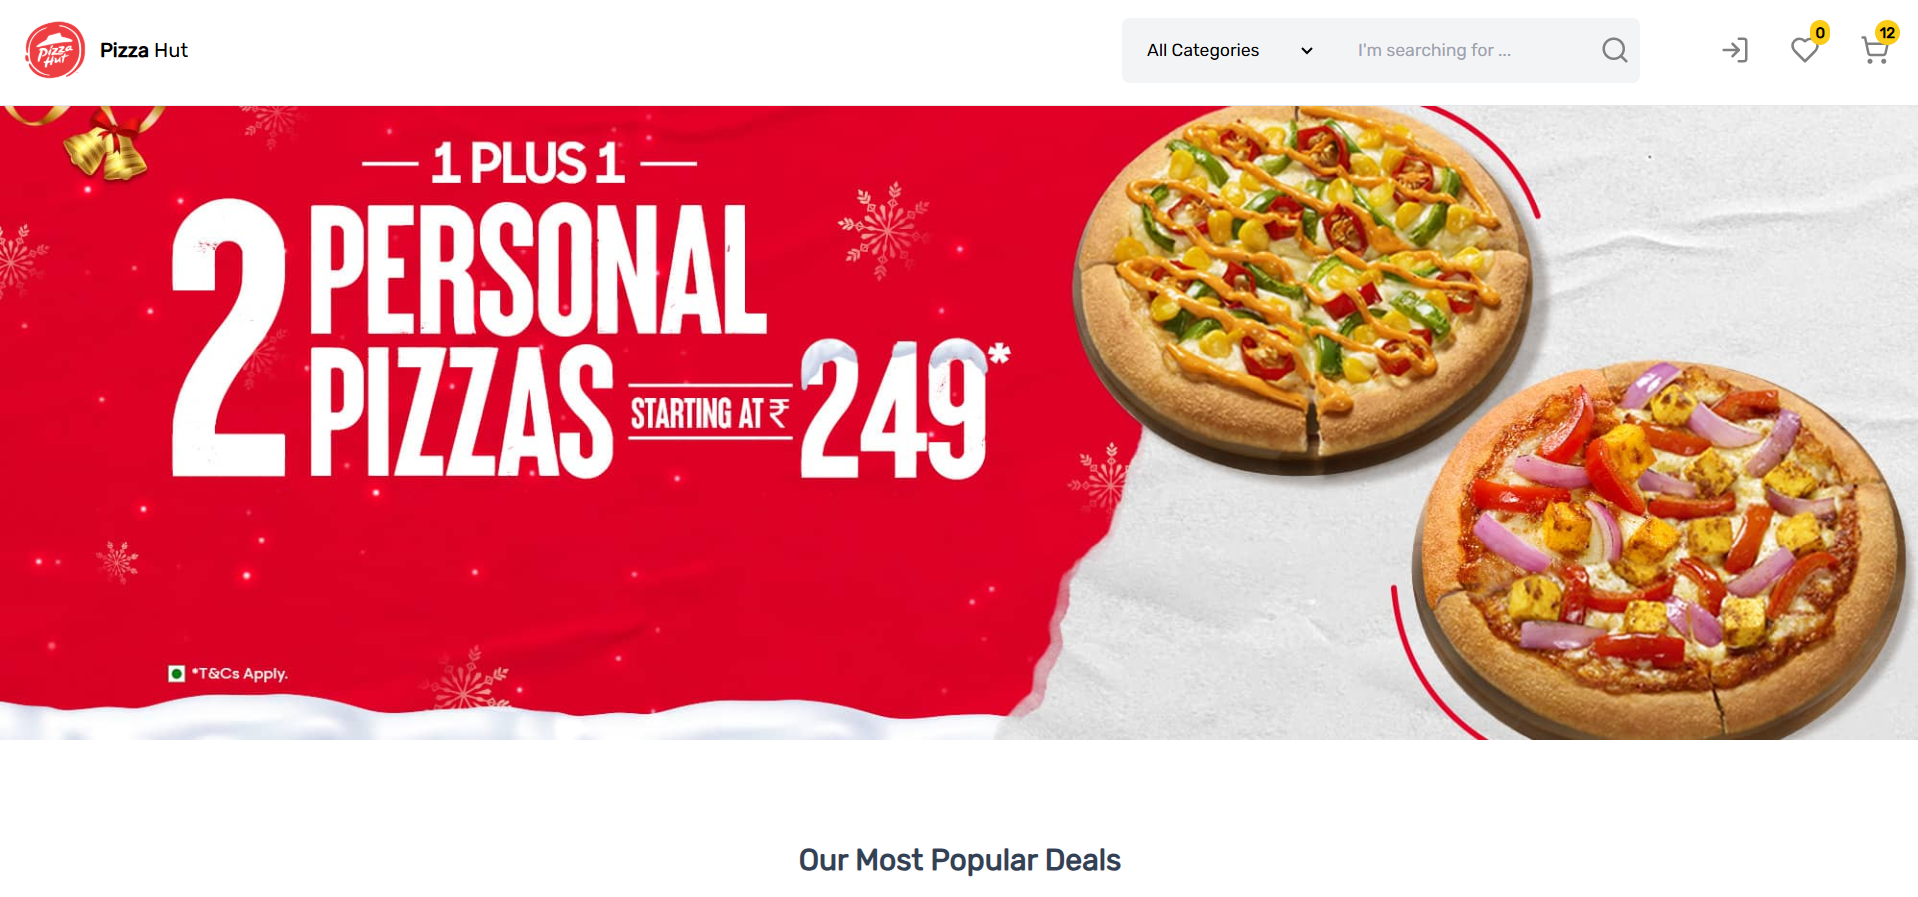 Pizza Hut
Pizza Hut
All Categories
I'm searching for ...
0
12
1 PLUS 1
2 PERSONAL
PIZZAS STARTING AT ₹ 249*
*T&Cs Apply.
Our Most Popular Deals